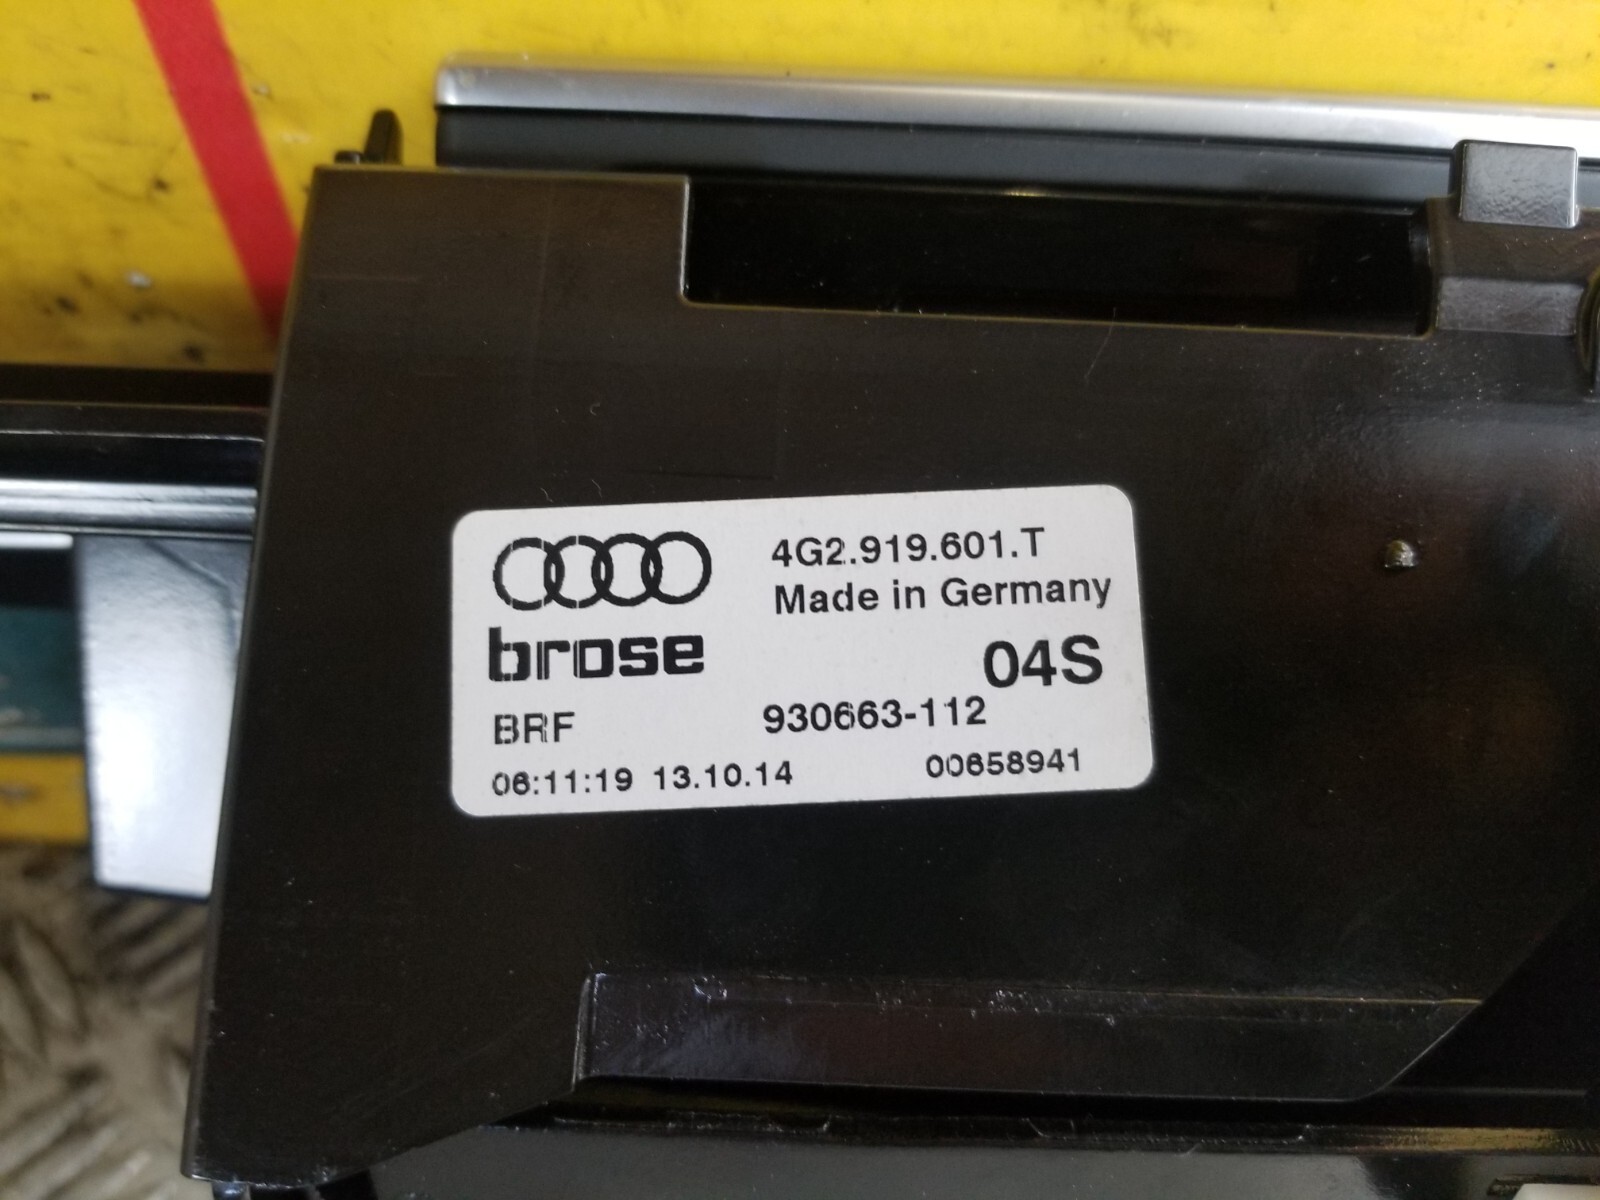 4G2.919.601.T
Made in Germany
brose
04S
BRF
930663-112
06:11:19 13.10.14
00658941